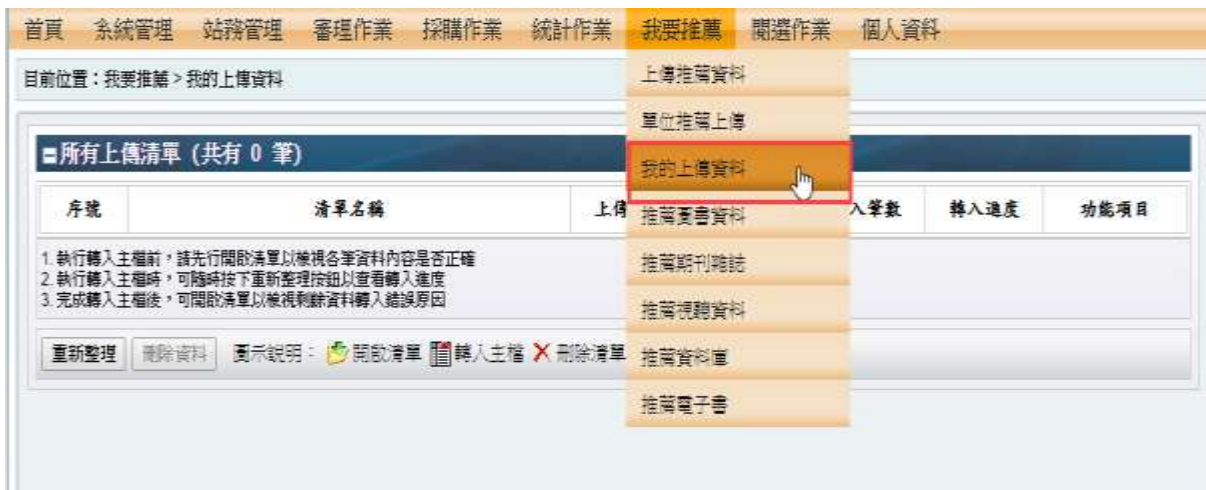 首頁 系統管理 站務管理 審理作業 採購作業 統計作業 我要推薦 閱選作業 個人資料
目前位置：我要推薦 > 我的上傳資料
上傳推薦資料
單位推薦上傳
我的上傳資料
推薦圖書資料
推薦期刊雜誌
推薦視聽資料
推薦資料庫
推薦電子書
■所有上傳清單 (共有 0 筆)
序號 清單名稱 上傳 入筆數 轉入進度 功能項目
1. 執行轉入主檔前，請先行開啟清單以檢視各筆資料內容是否正確
2. 執行轉入主檔時，可隨時按下重新整理按鈕以查看轉入進度
3. 完成轉入主檔後，可開啟清單以檢視剩餘資料轉入錯誤原因
重新整理 刪除資料 圖示說明： 開啟清單 轉入主檔 刪除清單